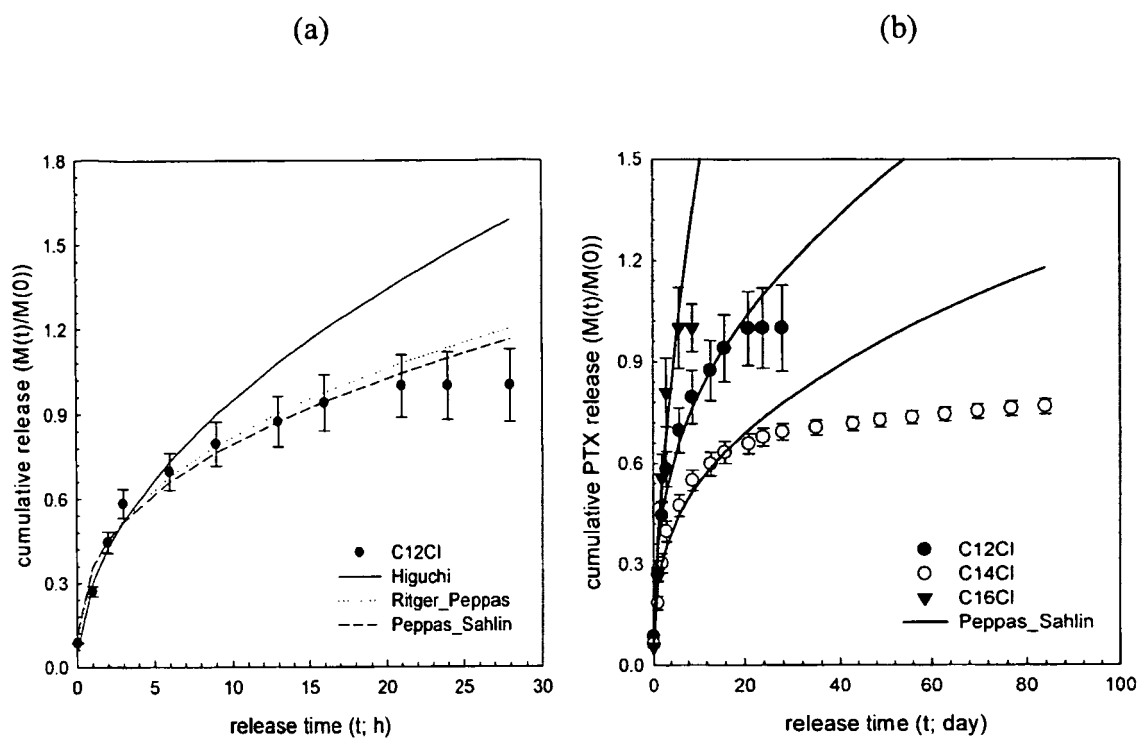 (a)
(b)
cumulative release (M(t)/M(0))
1.8
1.5
1.2
0.9
0.6
0.3
0.0
C12Cl
Higuchi
Ritger_Peppas
Peppas_Sahlin
0 5 10 15 20 25 30
release time (t; h)
cumulative PTX release (M(t)/M(0))
1.5
1.2
0.9
0.6
0.3
0.0
C12Cl
C14Cl
C16Cl
Peppas_Sahlin
0 20 40 60 80 100
release time (t; day)